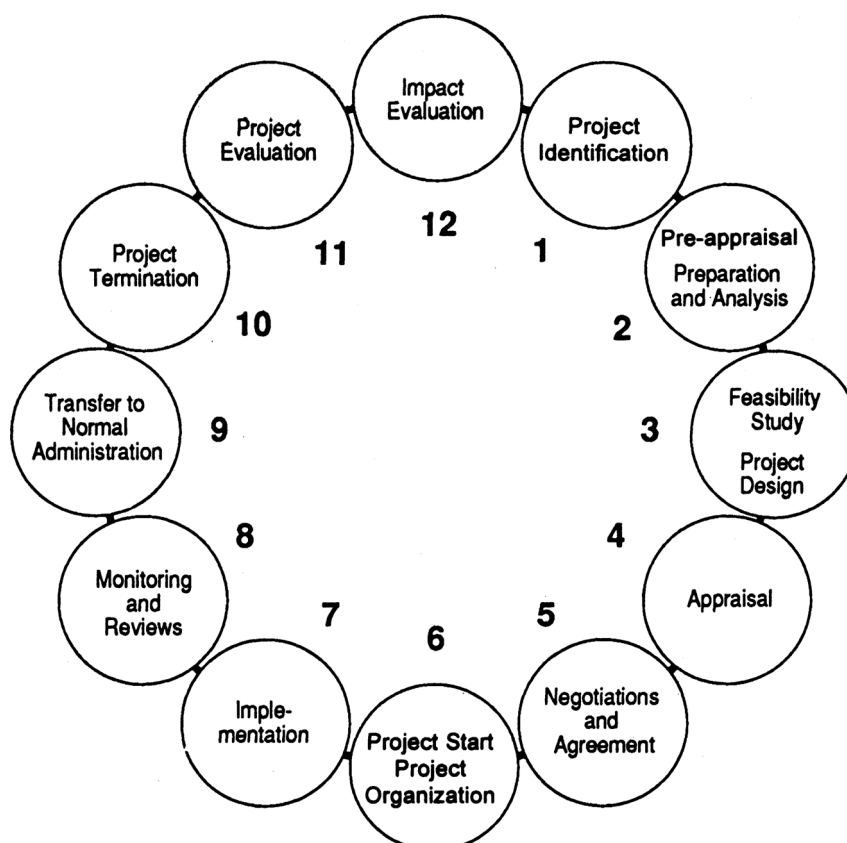 Impact
Evaluation
12
Project
Identification
1
Pre-appraisal
Preparation
and Analysis
2
Feasibility
Study
Project
Design
3
Appraisal
4
Negotiations
and
Agreement
5
Project Start
Project
Organization
6
Imple-
mentation
7
Monitoring
and
Reviews
8
Transfer to
Normal
Administration
9
Project
Termination
10
Project
Evaluation
11